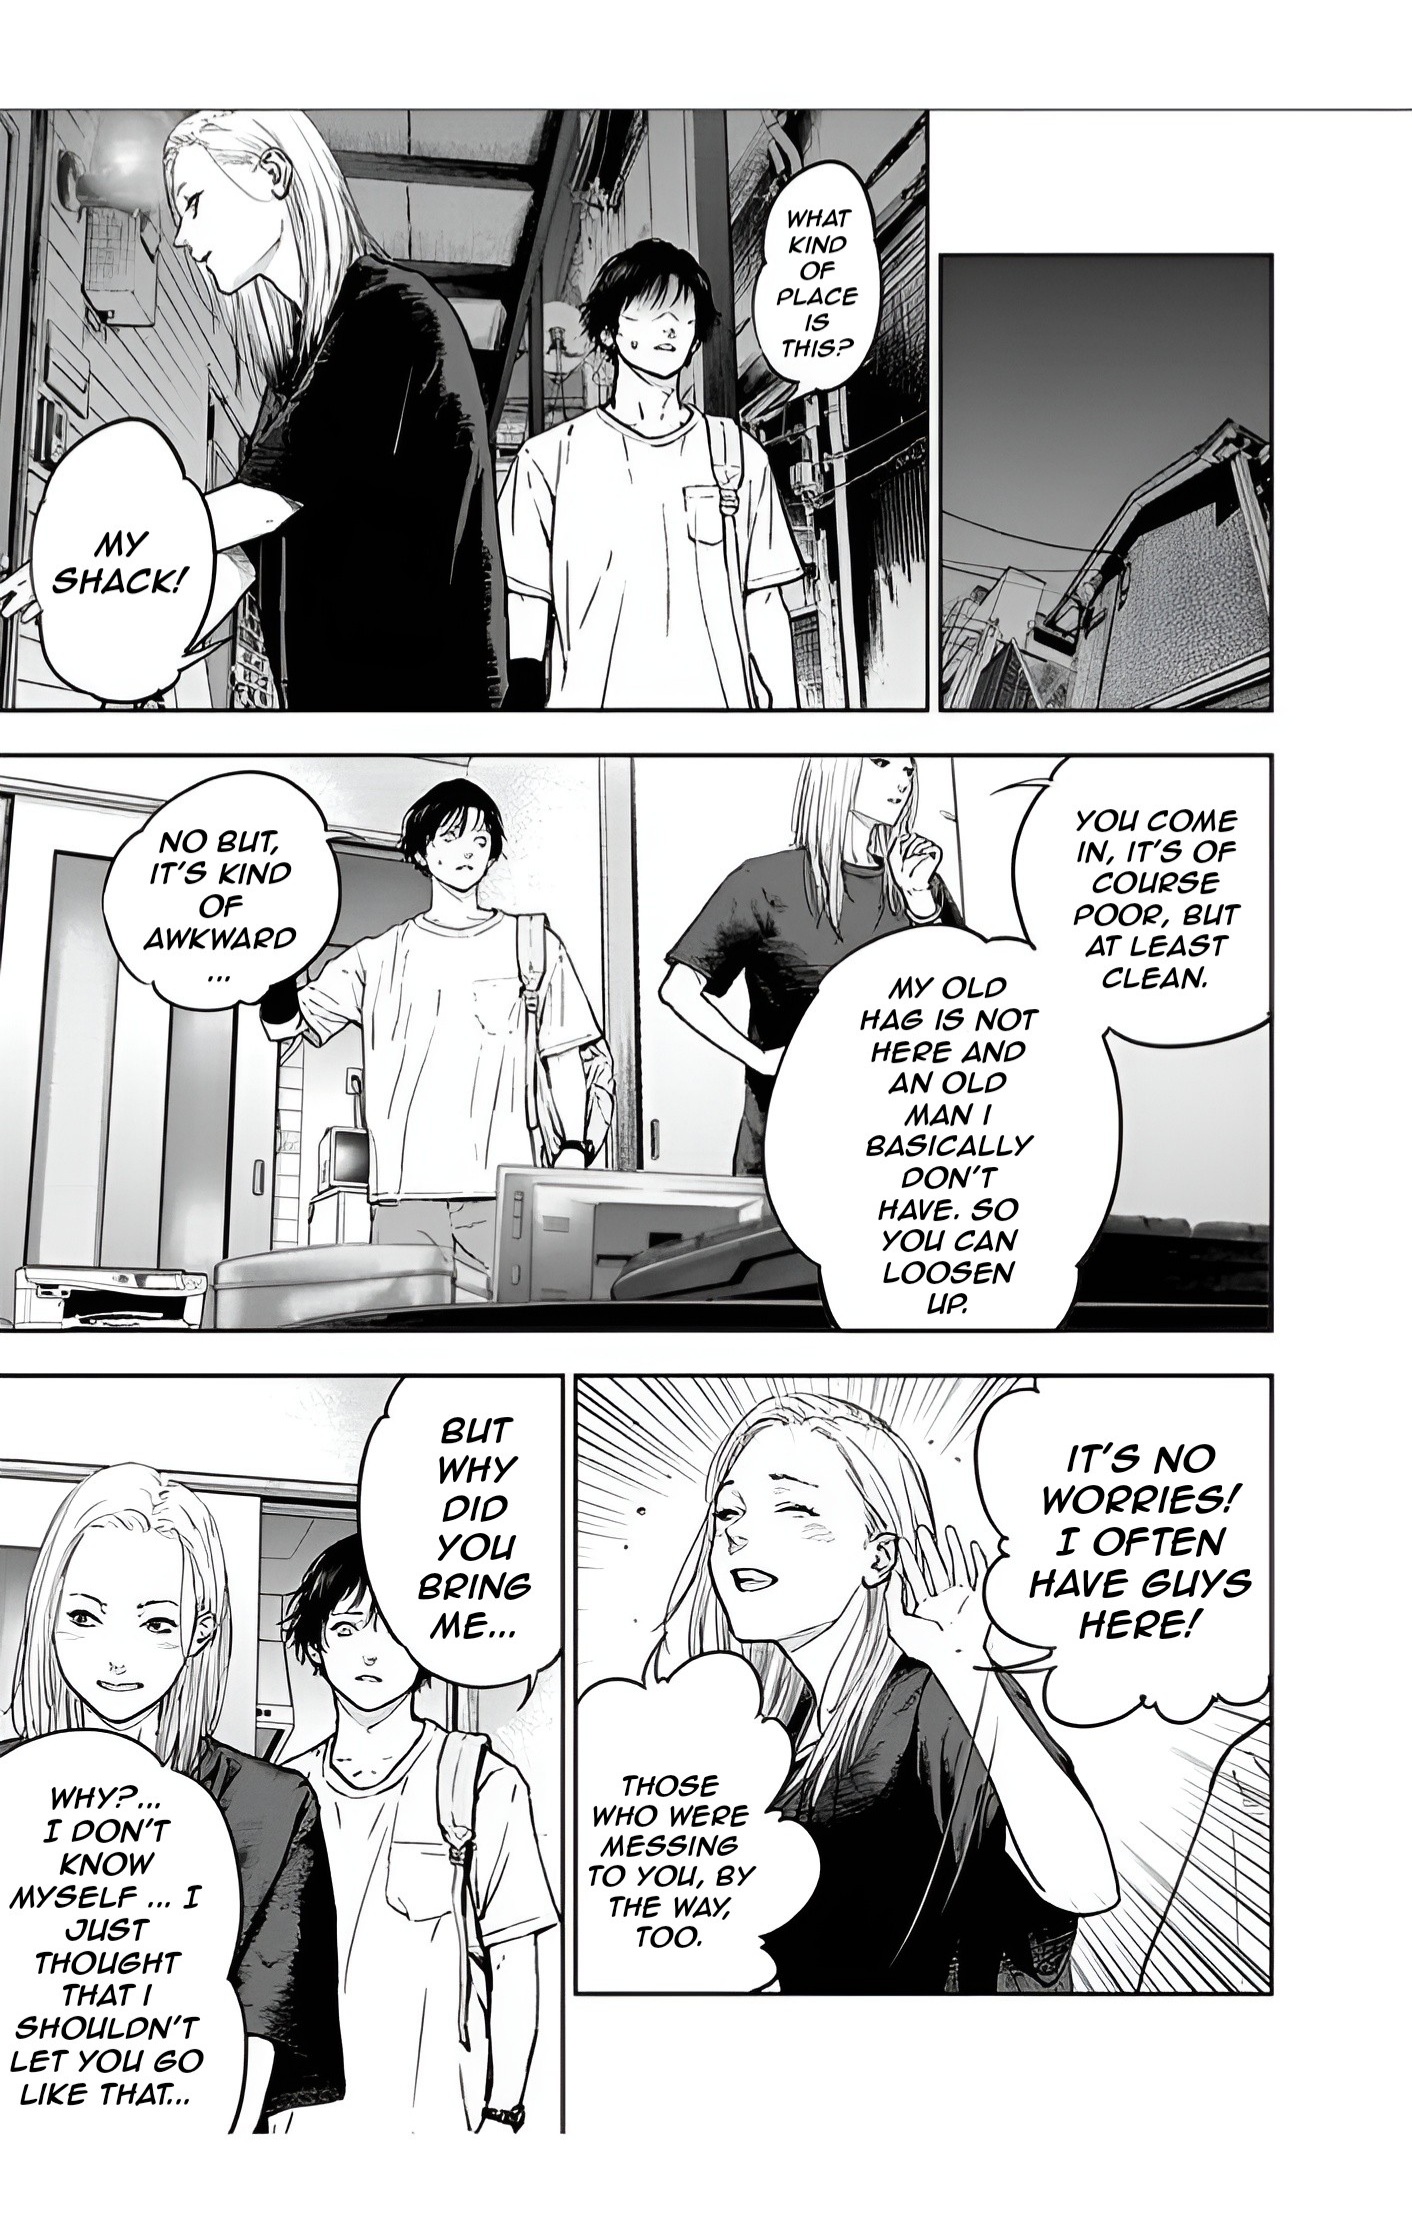 WHAT
KIND
OF
PLACE
IS
THIS?
MY
SHACK!
YOU COME
IN, IT'S OF
COURSE
POOR, BUT
AT LEAST
CLEAN.
MY OLD
HAG IS NOT
HERE AND
AN OLD
MAN I
BASICALLY
DON'T
HAVE. SO
YOU CAN
LOOSEN
UP.
NO BUT,
IT'S KIND
OF
AWKWARD
...
IT'S NO
WORRIES!
I OFTEN
HAVE GUYS
HERE!
THOSE
WHO WERE
MESSING
TO YOU, BY
THE WAY,
TOO.
BUT
WHY
DID
YOU
BRING
ME...
WHY?...
I DON'T
KNOW
MYSELF ... I
JUST
THOUGHT
THAT I
SHOULDN'T
LET YOU GO
LIKE THAT...